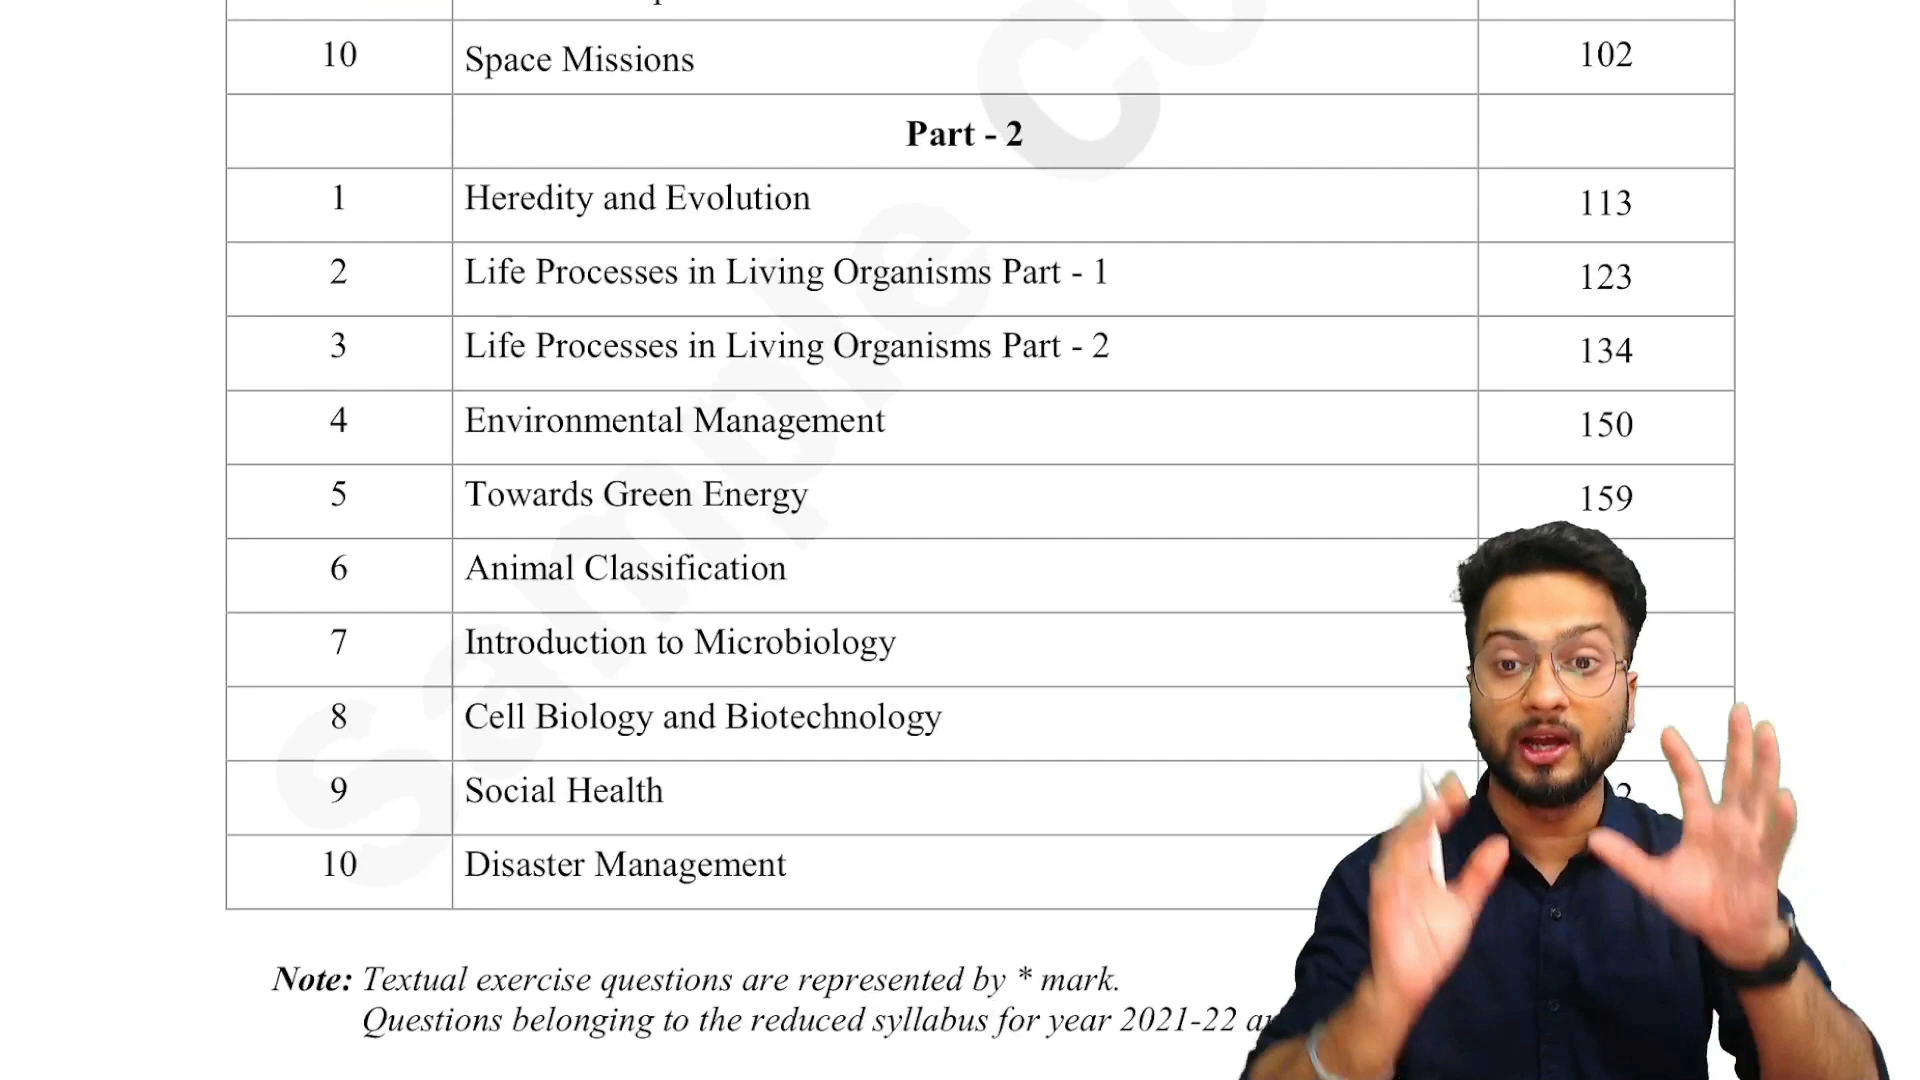 10 Space Missions 102
Part - 2
1 Heredity and Evolution 113
2 Life Processes in Living Organisms Part - 1 123
3 Life Processes in Living Organisms Part - 2 134
4 Environmental Management 150
5 Towards Green Energy 159
6 Animal Classification
7 Introduction to Microbiology
8 Cell Biology and Biotechnology
9 Social Health
10 Disaster Management
Note: Textual exercise questions are represented by * mark.
Questions belonging to the reduced syllabus for year 2021-22
Sample